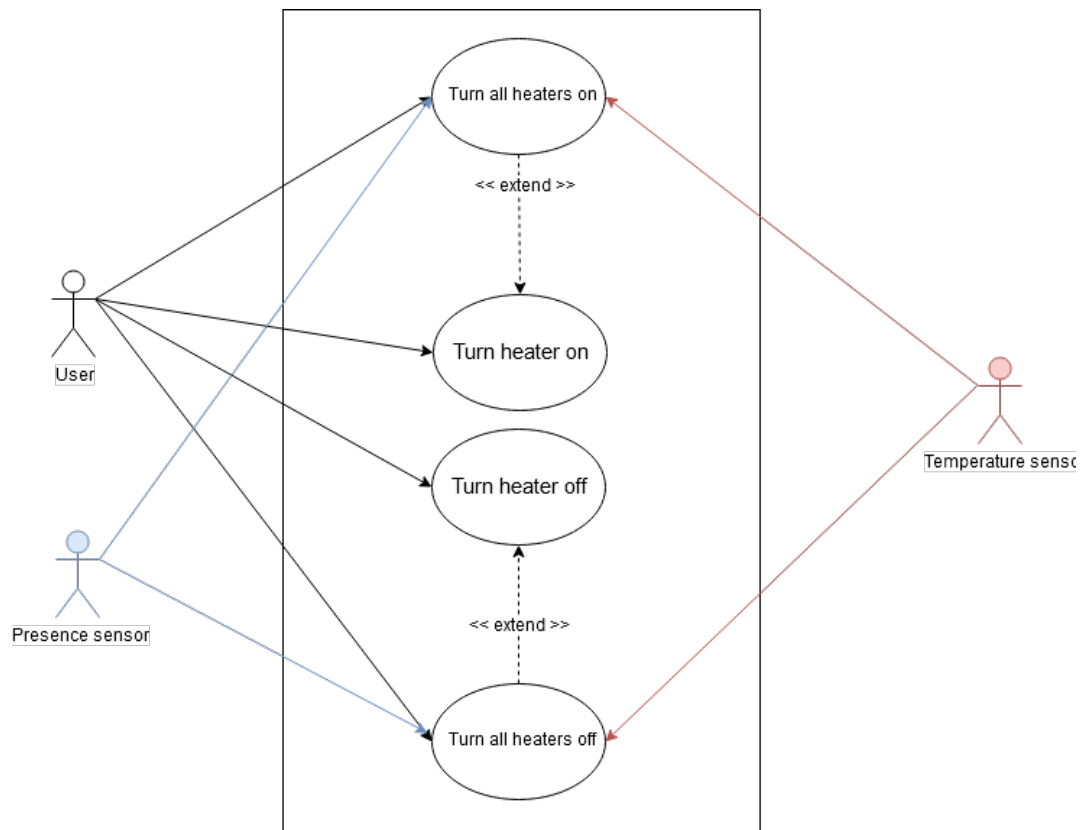 Turn all heaters on
<< extend >>
User
Turn heater on
Turn heater off
Temperature senso
Presence sensor
<< extend >>
Turn all heaters off